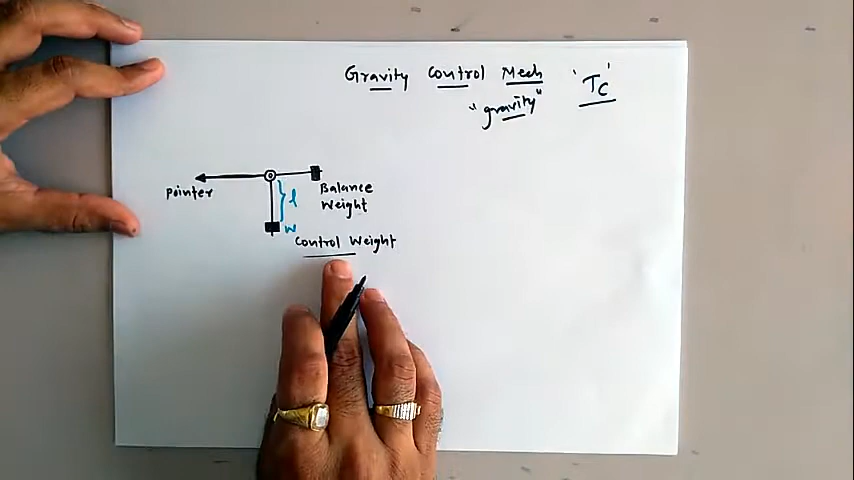 Gravity Control Mech 'Tc'
"gravity"
Pointer
Balance
Weight
l
w
Control Weight